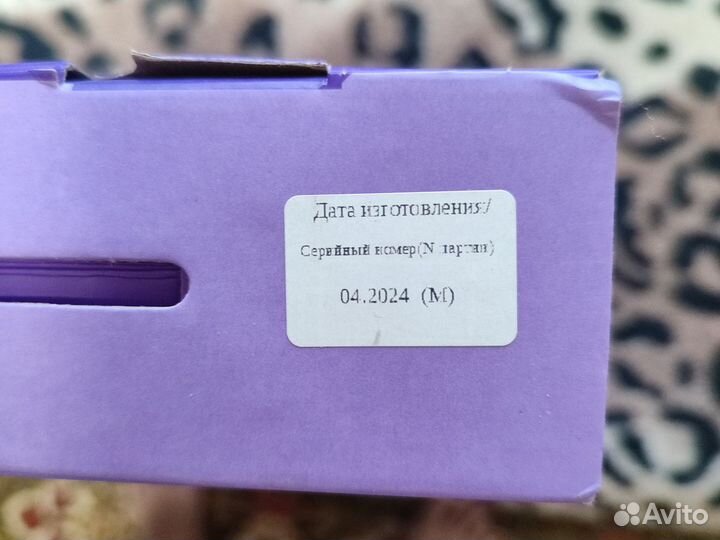 Дата изготовления/
Серийный номер(N партии)
04.2024 (M)
Avito